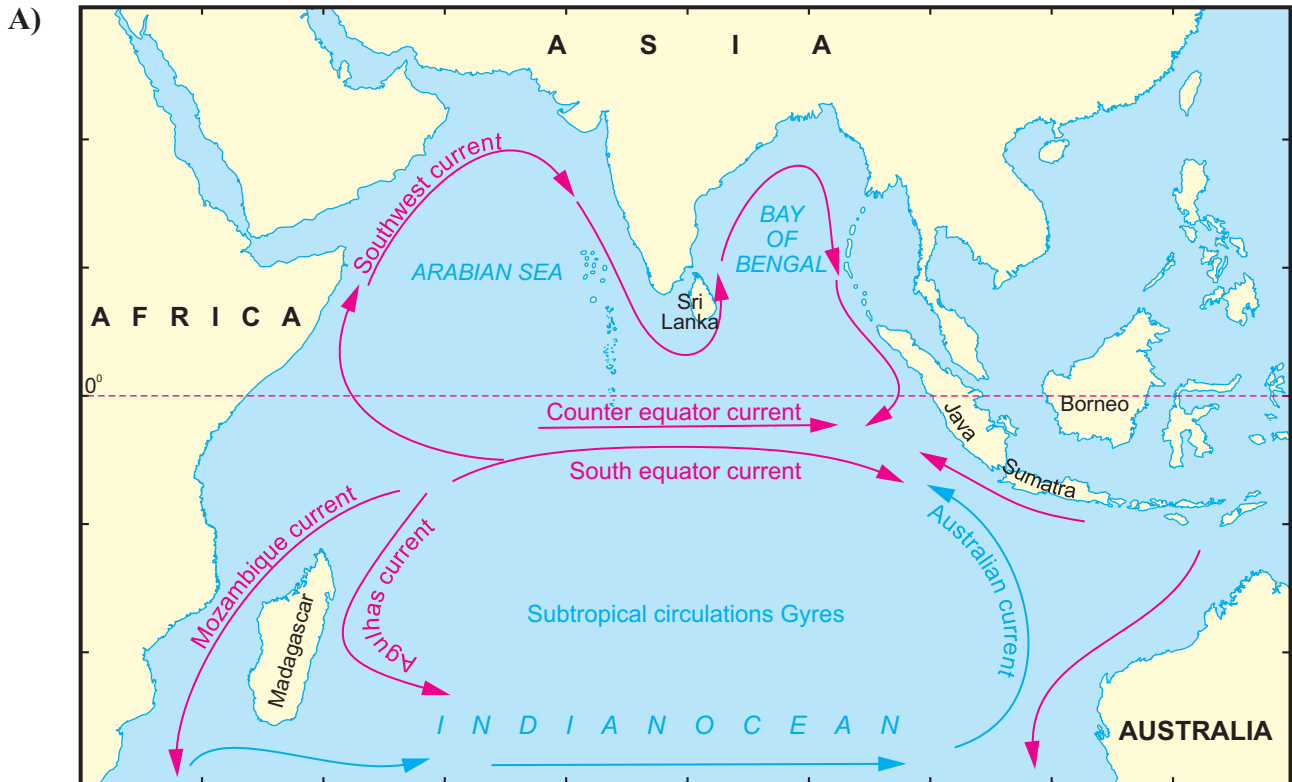 A)
A S I A
Southwest current
BAY
OF
BENGAL
ARABIAN SEA
Sri
Lanka
A F R I C A
0°
Counter equator current
Java
Borneo
South equator current
Sumatra
Mozambique current
Agulhas current
Australian current
Madagascar
Subtropical circulations Gyres
I N D I A N O C E A N
AUSTRALIA